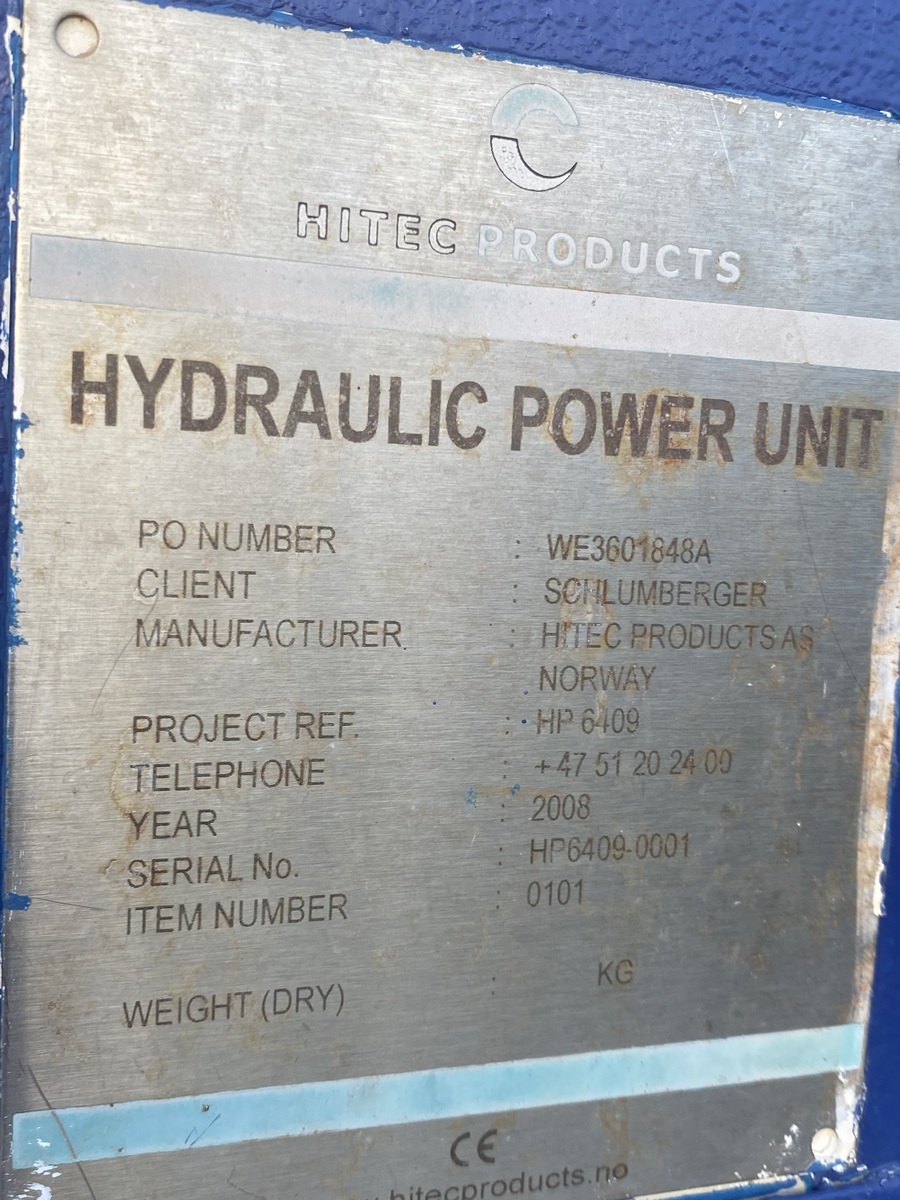 HITEC PRODUCTS
HYDRAULIC POWER UNIT
PO NUMBER : WE3601848A
CLIENT : SCHLUMBERGER
MANUFACTURER : HITEC PRODUCTS AS
NORWAY
PROJECT REF. : HP 6409
TELEPHONE : +47 51 20 24 00
YEAR : 2008
SERIAL No. : HP6409-0001
ITEM NUMBER : 0101
WEIGHT (DRY) : KG
CE
hitecproducts.no